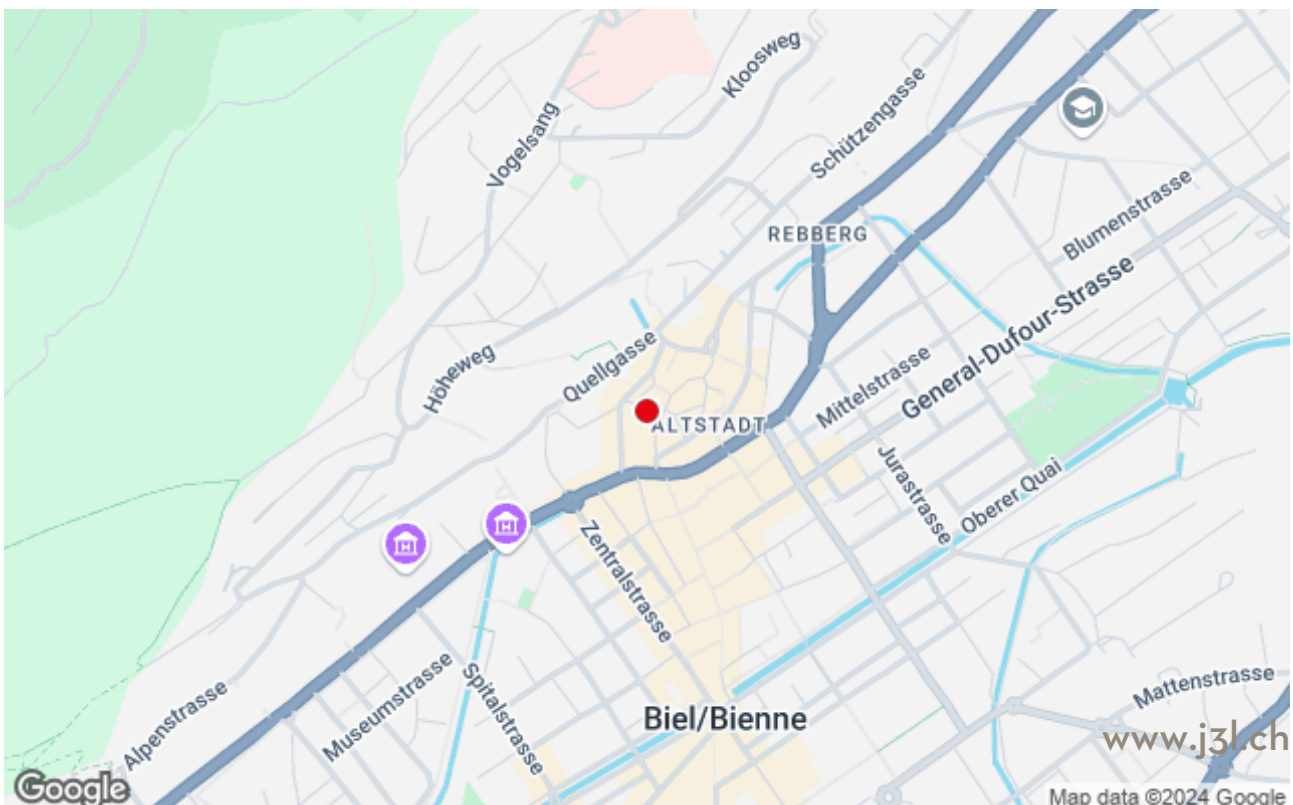 Kloosweg
Vogelsang
Schützengasse
REBBERG
Blumenstrasse
General-Dufour-Strasse
Höheweg
Quellgasse
Mittelstrasse
ALTSTADT
Jurastrasse
Oberer Quai
Zentralstrasse
Alpenstrasse
Museumstrasse
Spitalstrasse
Mattenstrasse
Biel/Bienne
www.j3l.ch
Google
Map data ©2024 Google